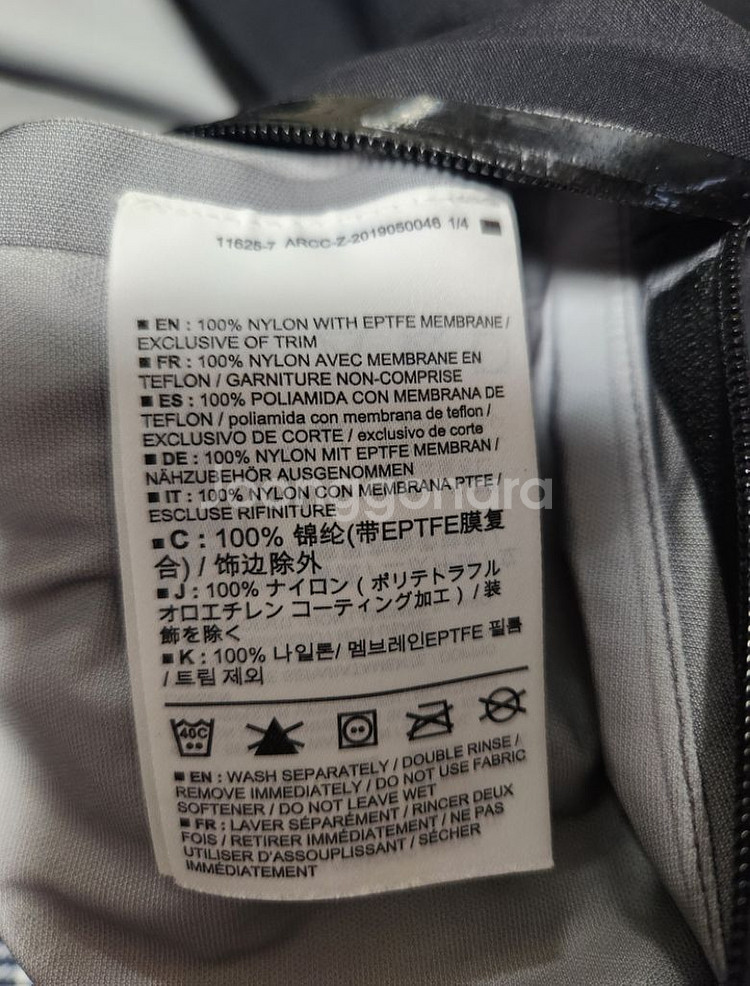 11625-7 ARCC-Z-2019050046 1/4
■ EN : 100% NYLON WITH EPTFE MEMBRANE /
EXCLUSIVE OF TRIM
■ FR : 100% NYLON AVEC MEMBRANE EN
TEFLON / GARNITURE NON-COMPRISE
■ ES : 100% POLIAMIDA CON MEMBRANA DE
TEFLON / poliamida con membrana de teflon /
EXCLUSIVO DE CORTE / exclusivo de corte
■ DE : 100% NYLON MIT EPTFE MEMBRAN /
NÄHZUBEHÖR AUSGENOMMEN
■ IT : 100% NYLON CON MEMBRANA PTFE /
ESCLUSE RIFINITURE
■ C : 100% 锦纶(带EPTFE膜复
合) / 饰边除外
■ J : 100% ナイロン ( ポリテトラフル
オロエチレン コーティング加工 ) / 装
飾を除く
■ K : 100% 나일론/ 멤브레인EPTFE 필름
/ 트림 제외
40C
■ EN : WASH SEPARATELY / DOUBLE RINSE /
REMOVE IMMEDIATELY / DO NOT USE FABRIC
SOFTENER / DO NOT LEAVE WET
■ FR : LAVER SÉPARÉMENT / RINCER DEUX
FOIS / RETIRER IMMÉDIATEMENT / NE PAS
UTILISER D'ASSOUPLISSANT / SÉCHER
IMMÉDIATEMENT